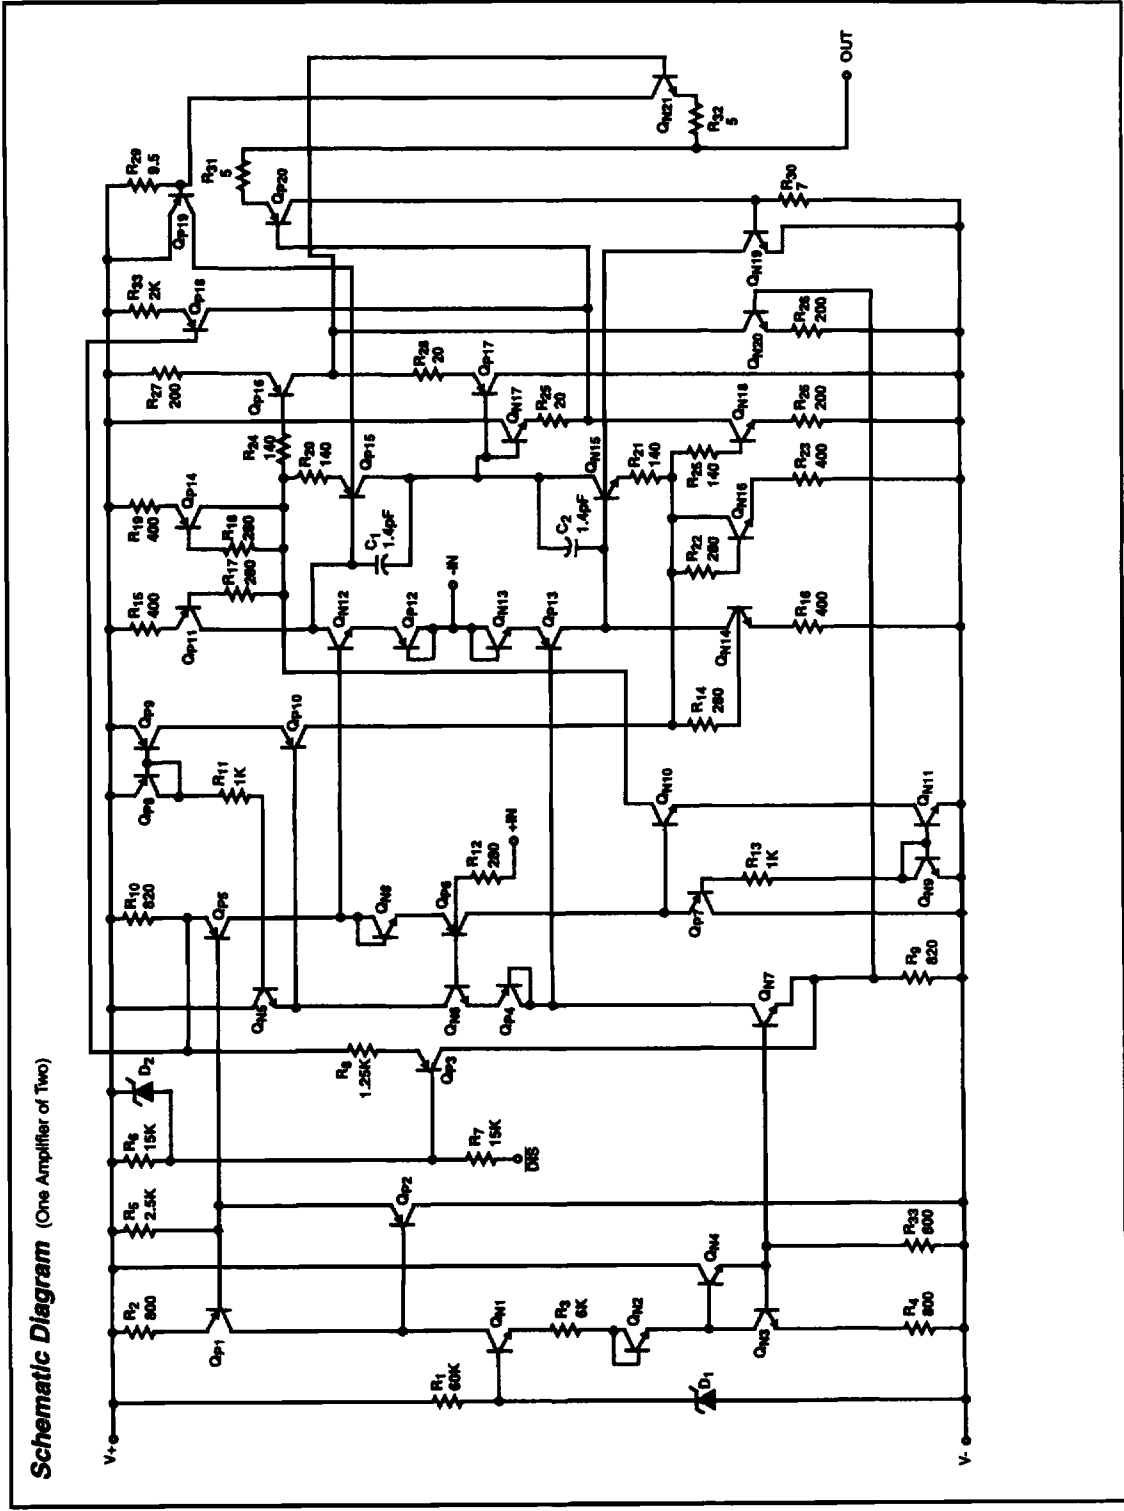 Schematic Diagram (One Amplifier of Two)
V+
R2
800
R5
2.5K
R6
15K
D2
R10
820
QP8
QP9
R11
1K
R15
400
QP11
R17
280
R19
400
QP14
R18
280
R27
200
QP16
R24
140
R33
2K
QP18
R29
9.5
QP19
R31
5
QP20
QP1
QP5
QN5
QP10
R1
60K
QN1
QP2
R3
6K
QN2
R8
1.25K
QP3
R7
15K
DIS
QN6
QP4
QN8
QP6
R12
280
+IN
QN12
QP12
-IN
QN13
QP13
C1
1.4pF
C2
1.4pF
R20
140
QP15
QN15
R21
140
R28
20
QP17
QN17
R25
20
QN21
R32
5
OUT
D1
QN4
QN3
R4
800
R33
800
QN7
R9
820
QP7
R13
1K
QN9
QN10
QN11
R14
280
QN14
R16
400
R22
280
QN16
R23
400
R25
140
QN18
R26
200
QN20
R26
200
QN19
R30
7
V-